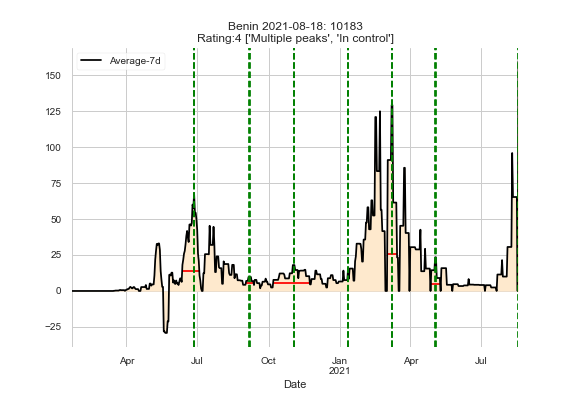 Benin 2021-08-18: 10183
Rating:4 ['Multiple peaks', 'In control']
Average-7d
150
125
100
75
50
25
0
−25
Apr
Jul
Oct
Jan
2021
Apr
Jul
Date